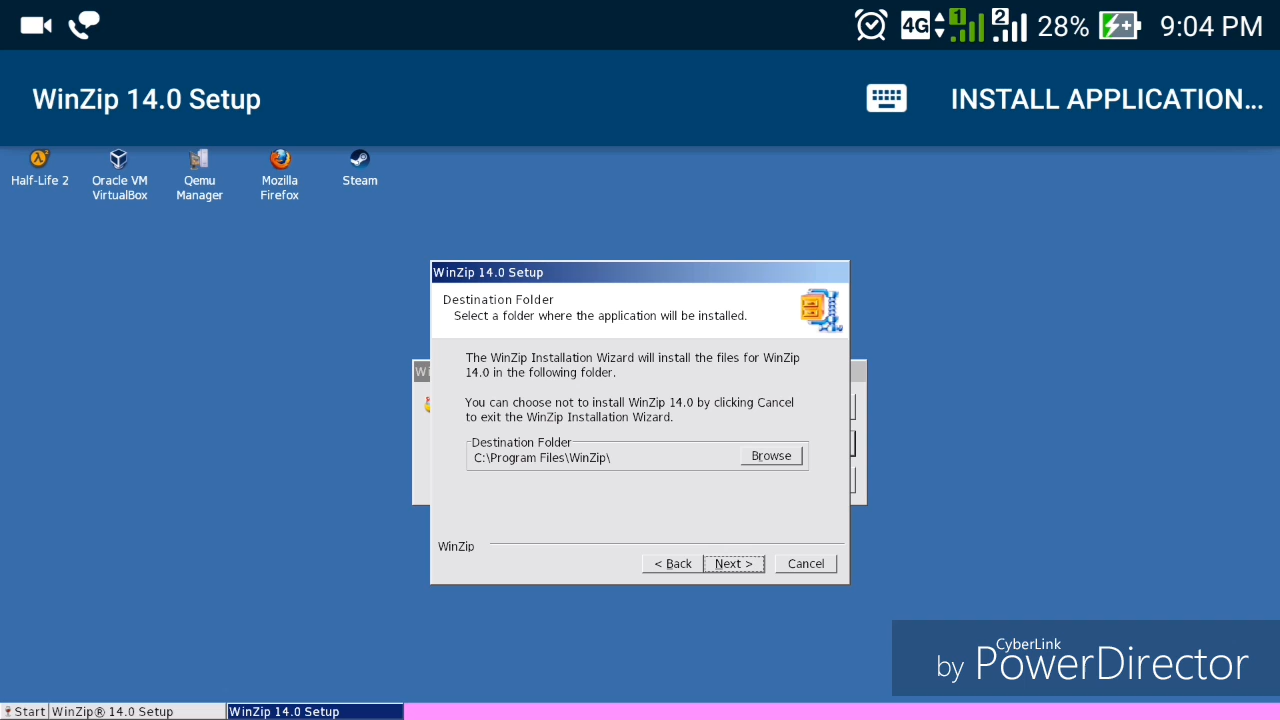 4G 1 2 28% 9:04 PM
WinZip 14.0 Setup
INSTALL APPLICATION…
Half-Life 2
Oracle VM
VirtualBox
Qemu
Manager
Mozilla
Firefox
Steam
WinZip 14.0 Setup
Destination Folder
Select a folder where the application will be installed.
Wi
The WinZip Installation Wizard will install the files for WinZip
14.0 in the following folder.
You can choose not to install WinZip 14.0 by clicking Cancel
to exit the WinZip Installation Wizard.
Destination Folder
C:\Program Files\WinZip\
Browse
WinZip
< Back
Next >
Cancel
by CyberLink
PowerDirector
Start
WinZip® 14.0 Setup
WinZip 14.0 Setup